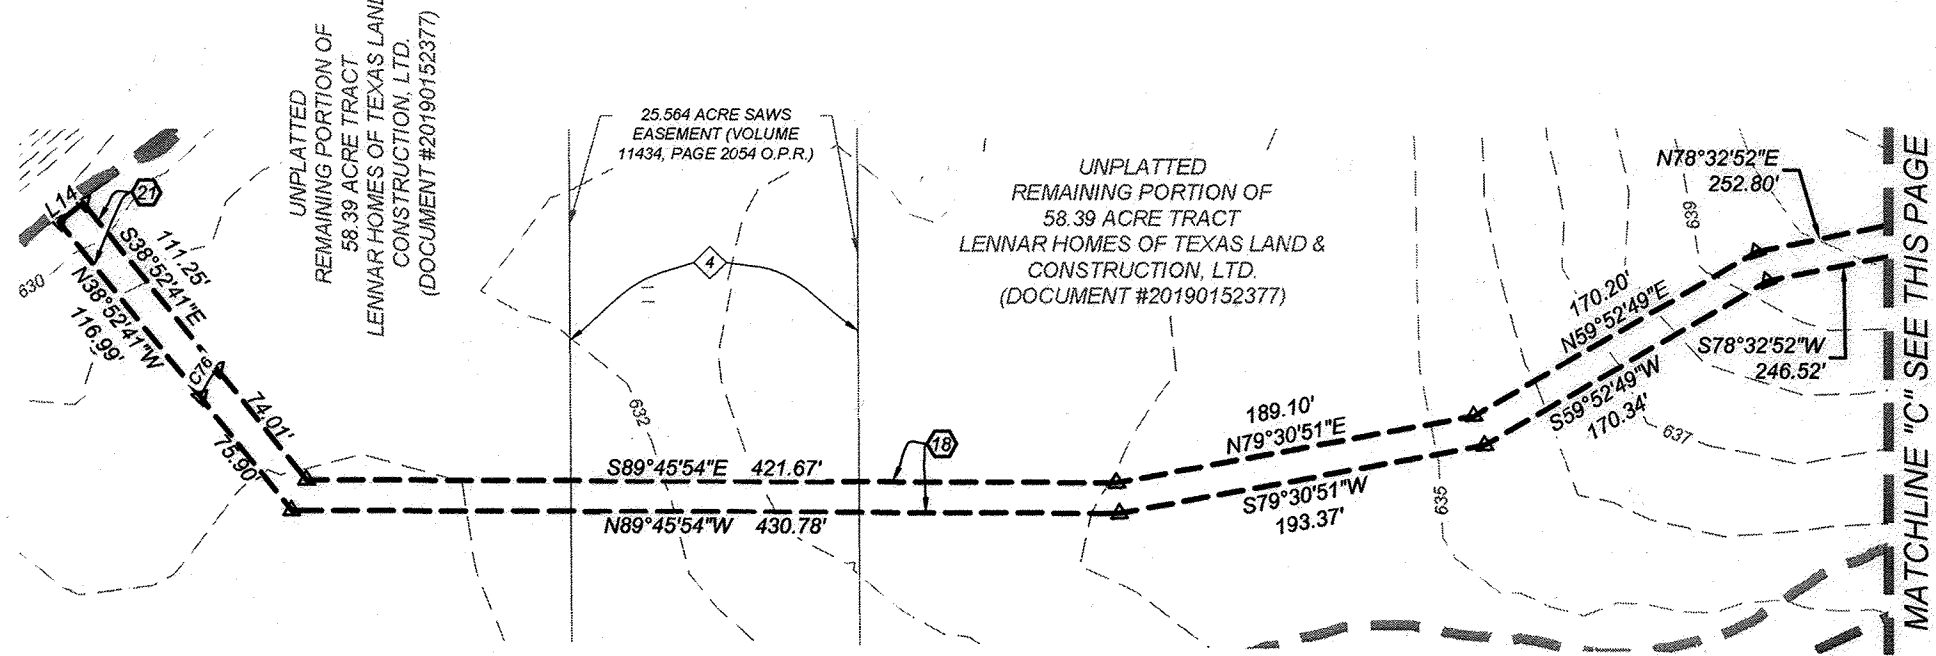 UNPLATTED
REMAINING PORTION OF
58.39 ACRE TRACT
LENNAR HOMES OF TEXAS LAND
CONSTRUCTION, LTD.
(DOCUMENT #20190152377)
25.564 ACRE SAWS
EASEMENT (VOLUME
11434, PAGE 2054 O.P.R.)
UNPLATTED
REMAINING PORTION OF
58.39 ACRE TRACT
LENNAR HOMES OF TEXAS LAND &
CONSTRUCTION, LTD.
(DOCUMENT #20190152377)
N78°32'52"E
252.80'
639
L14
21
111.25'
S38°52'41"E
N38°52'41"W
116.99'
630
4
170.20'
N59°52'49"E
S78°32'52"W
246.52'
S59°52'49"W
170.34'
637
C76
74.01'
75.90'
632
18
189.10'
N79°30'51"E
S79°30'51"W
193.37'
635
S89°45'54"E 421.67'
N89°45'54"W 430.78'
MATCHLINE "C" SEE THIS PAGE